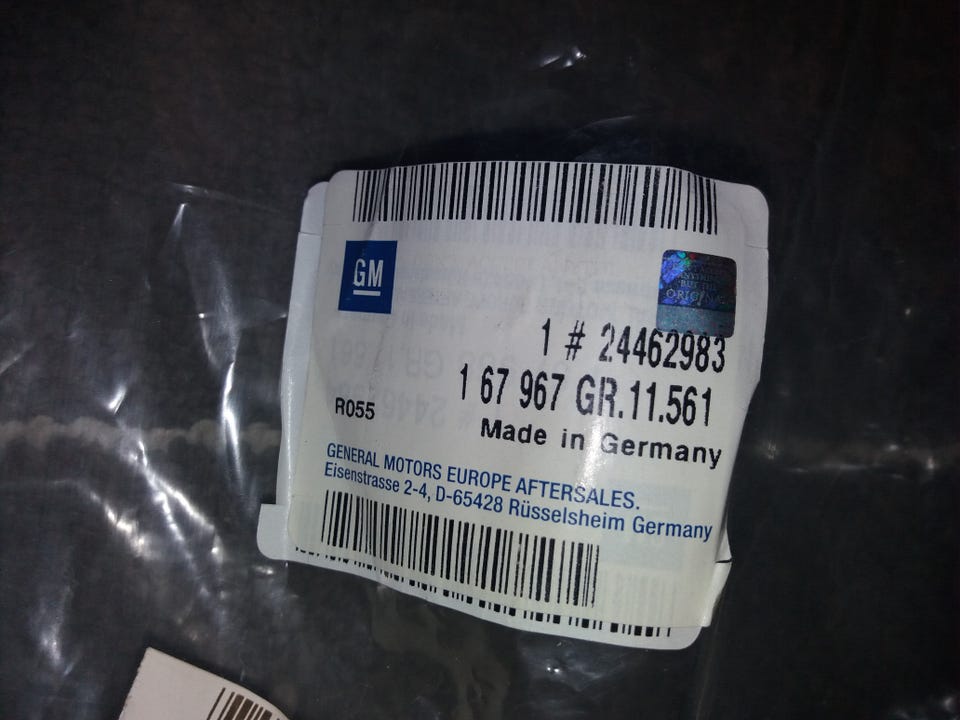 GM
ORIGINAL
1 # 24462983
1 67 967 GR.11.561
R055
Made in Germany
GENERAL MOTORS EUROPE AFTERSALES.
Eisenstrasse 2-4, D-65428 Rüsselsheim Germany